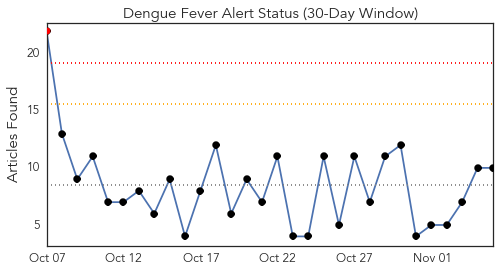 Dengue Fever Alert Status (30-Day Window)
Articles Found
20
15
10
5
Oct 07 Oct 12 Oct 17 Oct 22 Oct 27 Nov 01